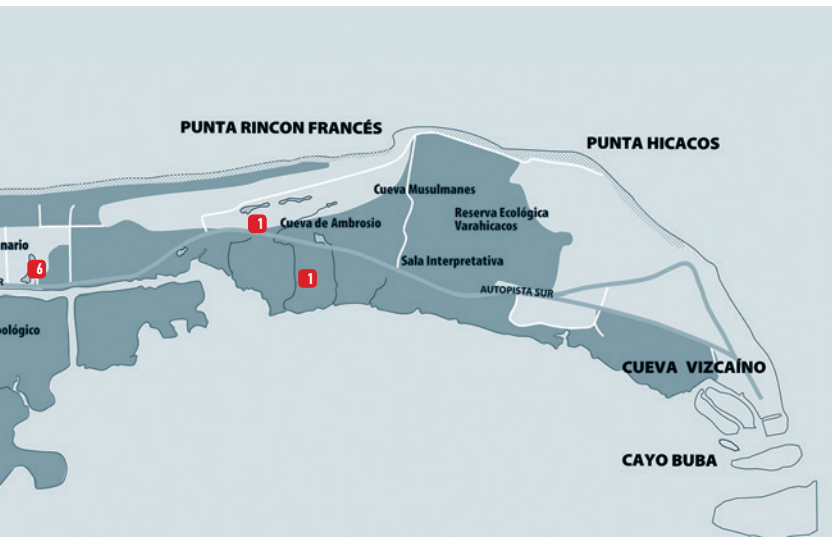 PUNTA RINCON FRANCÉS
PUNTA HICACOS
Cueva Musulmanes
Reserva Ecológica
Varahicacos
1
Cueva de Ambrosio
nario
6
Sala Interpretativa
1
R
AUTOPISTA SUR
ológico
CUEVA VIZCAÍNO
CAYO BUBA